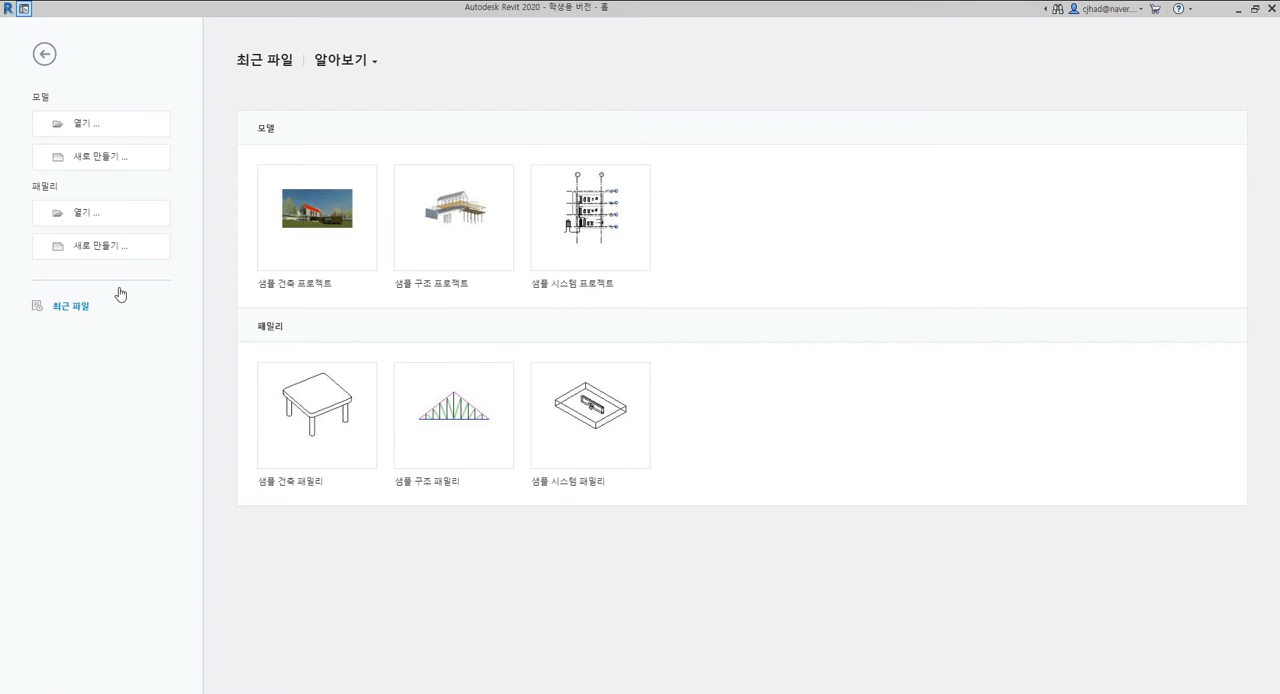 Autodesk Revit 2020 - 학생용 버전 - 홈
cjhad@naver....
최근 파일
알아보기
모델
열기 ...
새로 만들기 ...
패밀리
열기 ...
새로 만들기 ...
최근 파일
모델
샘플 건축 프로젝트
샘플 구조 프로젝트
샘플 시스템 프로젝트
패밀리
샘플 건축 패밀리
샘플 구조 패밀리
샘플 시스템 패밀리